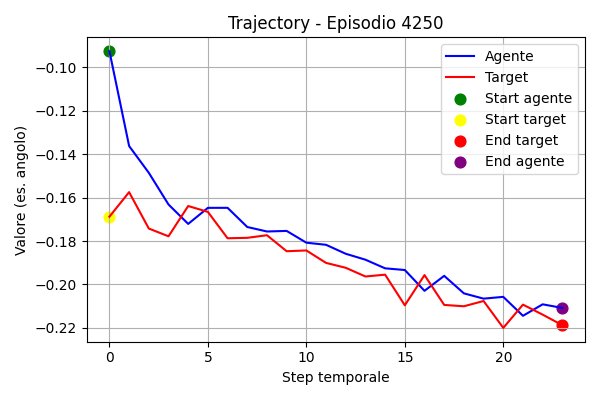 Trajectory - Episodio 4250
Valore (es. angolo)
−0.10
−0.12
−0.14
−0.16
−0.18
−0.20
−0.22
Agente
Target
Start agente
Start target
End target
End agente
0 5 10 15 20
Step temporale